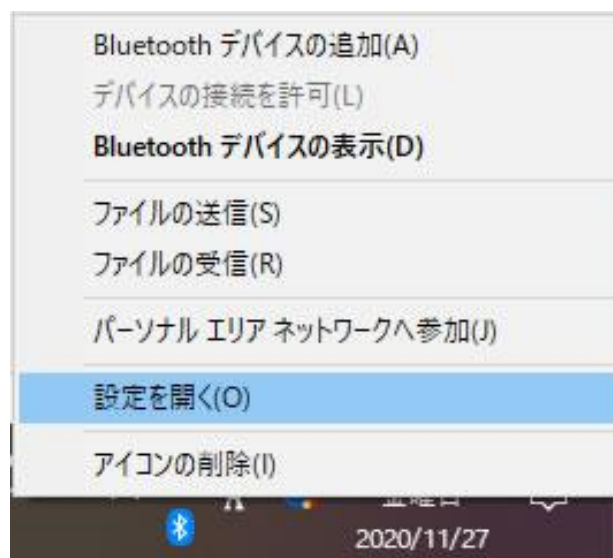 Bluetooth デバイスの追加(A)
デバイスの接続を許可(L)
Bluetooth デバイスの表示(D)
ファイルの送信(S)
ファイルの受信(R)
パーソナル エリア ネットワークへ参加(J)
設定を開く(O)
アイコンの削除(I)
金曜日
2020/11/27